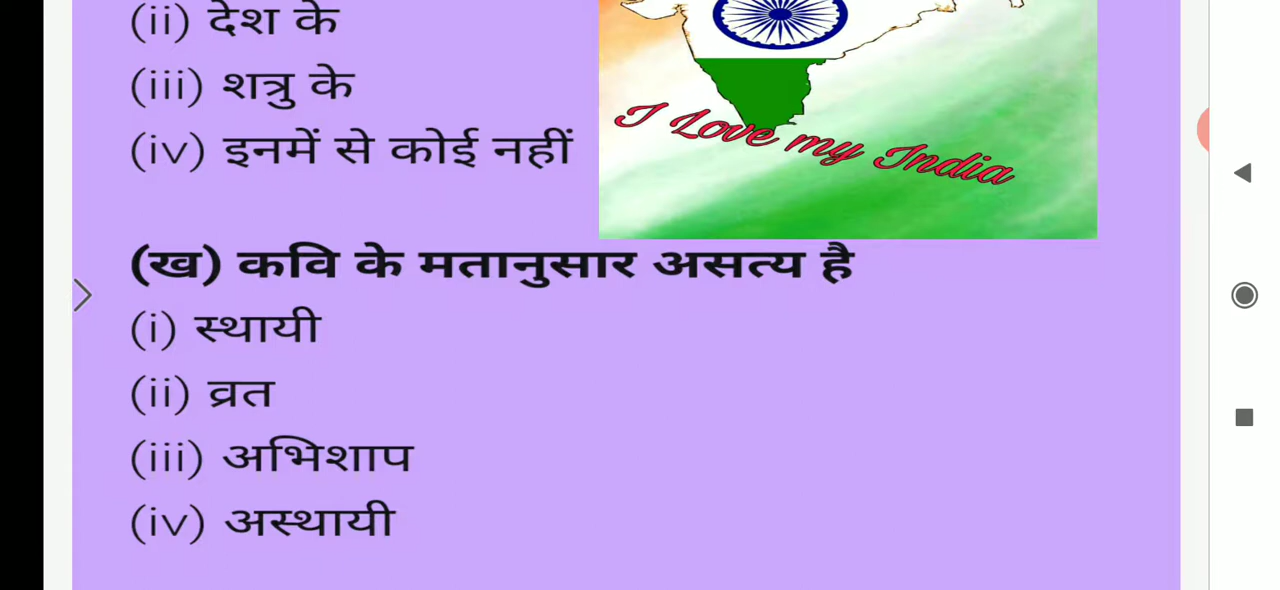 (ii) देश के
(iii) शत्रु के
(iv) इनमें से कोई नहीं
I Love my India
(ख) कवि के मतानुसार असत्य है
(i) स्थायी
(ii) व्रत
(iii) अभिशाप
(iv) अस्थायी